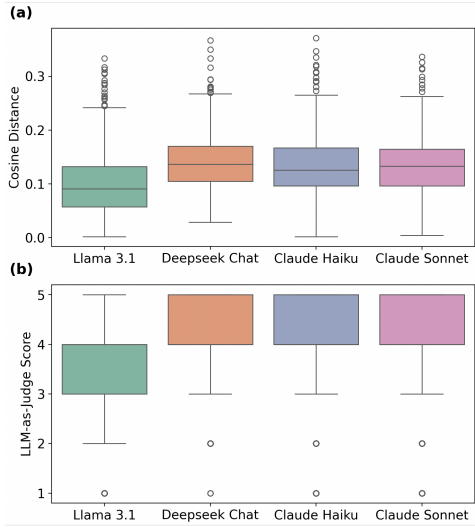 (a)
Cosine Distance
0.3
0.2
0.1
0.0
Llama 3.1 Deepseek Chat Claude Haiku Claude Sonnet
(b)
LLM-as-Judge Score
5
4
3
2
1
Llama 3.1 Deepseek Chat Claude Haiku Claude Sonnet